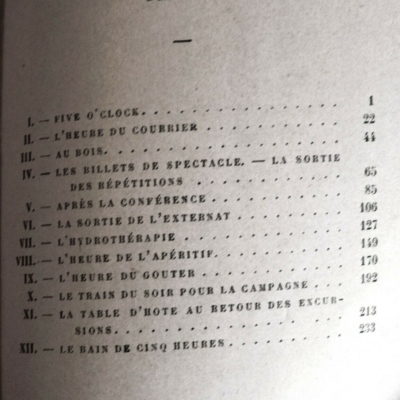 I. — FIVE O'CLOCK. . . . . . . . . . . . . . . 1
II. — L'HEURE DU COURRIER . . . . . . . . . . . 22
III. — AU BOIS. . . . . . . . . . . . . . . . . 44
IV. — LES BILLETS DE SPECTACLE. — LA SORTIE
DES RÉPÉTITIONS . . . . . . . . . . . . 65
V. — APRÈS LA CONFÉRENCE . . . . . . . . . . . 85
VI. — LA SORTIE DE L'EXTERNAT . . . . . . . . . 106
VII. — L'HYDROTHÉRAPIE . . . . . . . . . . . . 127
VIII. — L'HEURE DE L'APÉRITIF. . . . . . . . . . 149
IX. — L'HEURE DU GOUTER . . . . . . . . . . . . 170
X. — LE TRAIN DU SOIR POUR LA CAMPAGNE . . . . 192
XI. — LA TABLE D'HOTE AU RETOUR DES EXCUR-
SIONS. . . . . . . . . . . . . . . . . 213
XII. — LE BAIN DE CINQ HEURES. . . . . . . . . . 233